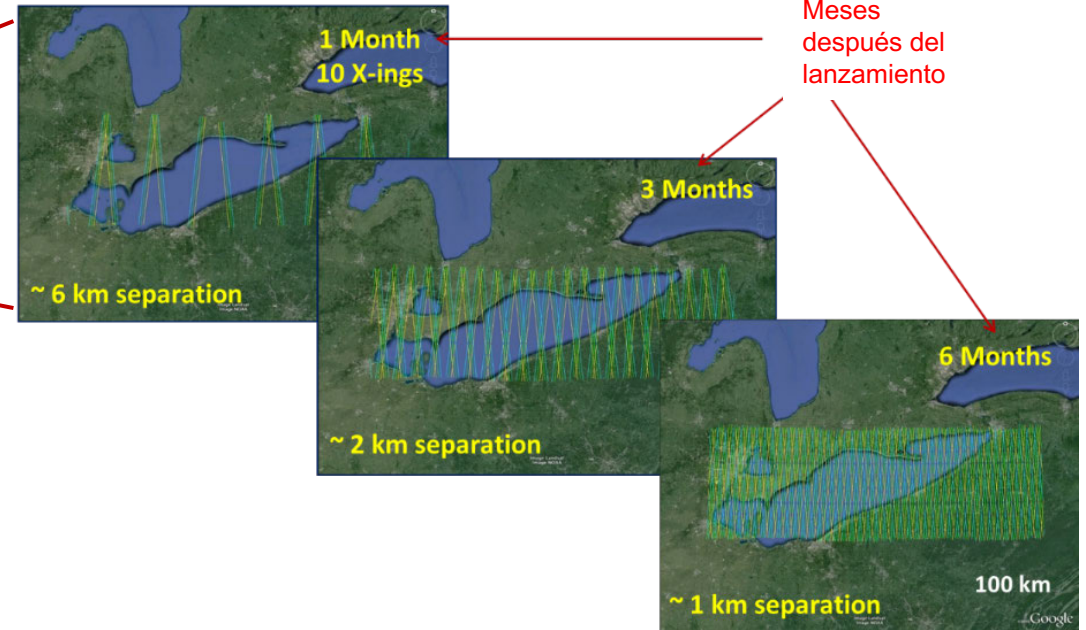 Meses
después del
lanzamiento
1 Month
10 X-ings
~ 6 km separation
3 Months
~ 2 km separation
6 Months
100 km
~ 1 km separation
Google